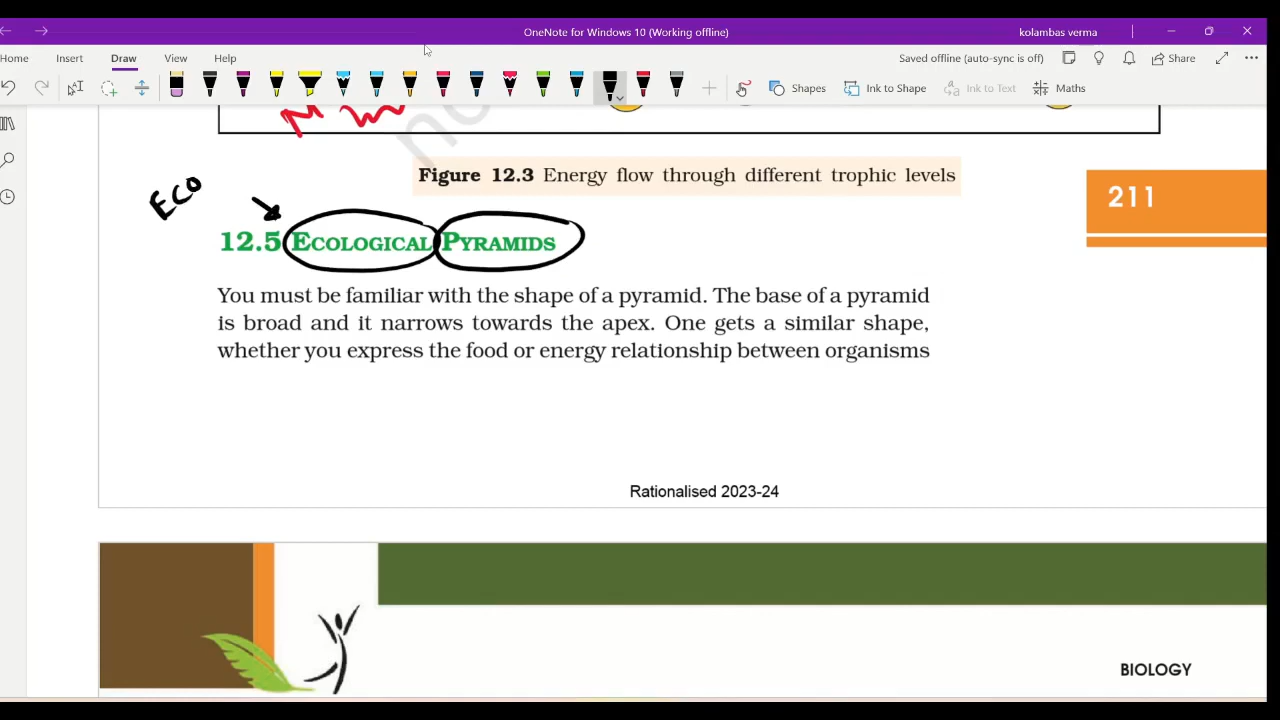 OneNote for Windows 10 (Working offline)
kolambas verma
Home Insert Draw View Help
Saved offline (auto-sync is off) Share
Shapes Ink to Shape Ink to Text Maths
Figure 12.3 Energy flow through different trophic levels
211
Eco
12.5 ECOLOGICAL PYRAMIDS
You must be familiar with the shape of a pyramid. The base of a pyramid
is broad and it narrows towards the apex. One gets a similar shape,
whether you express the food or energy relationship between organisms
Rationalised 2023-24
BIOLOGY